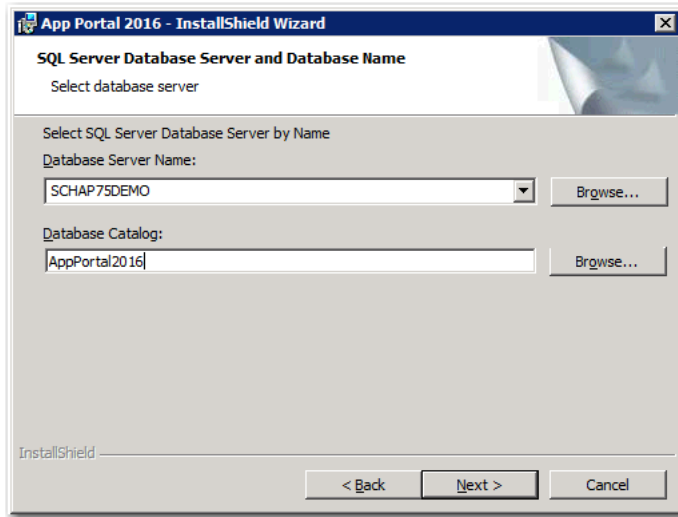 App Portal 2016 - InstallShield Wizard
SQL Server Database Server and Database Name
Select database server
Select SQL Server Database Server by Name
Database Server Name:
SCHAP75DEMO
Browse...
Database Catalog:
AppPortal2016
Browse...
InstallShield
< Back Next > Cancel